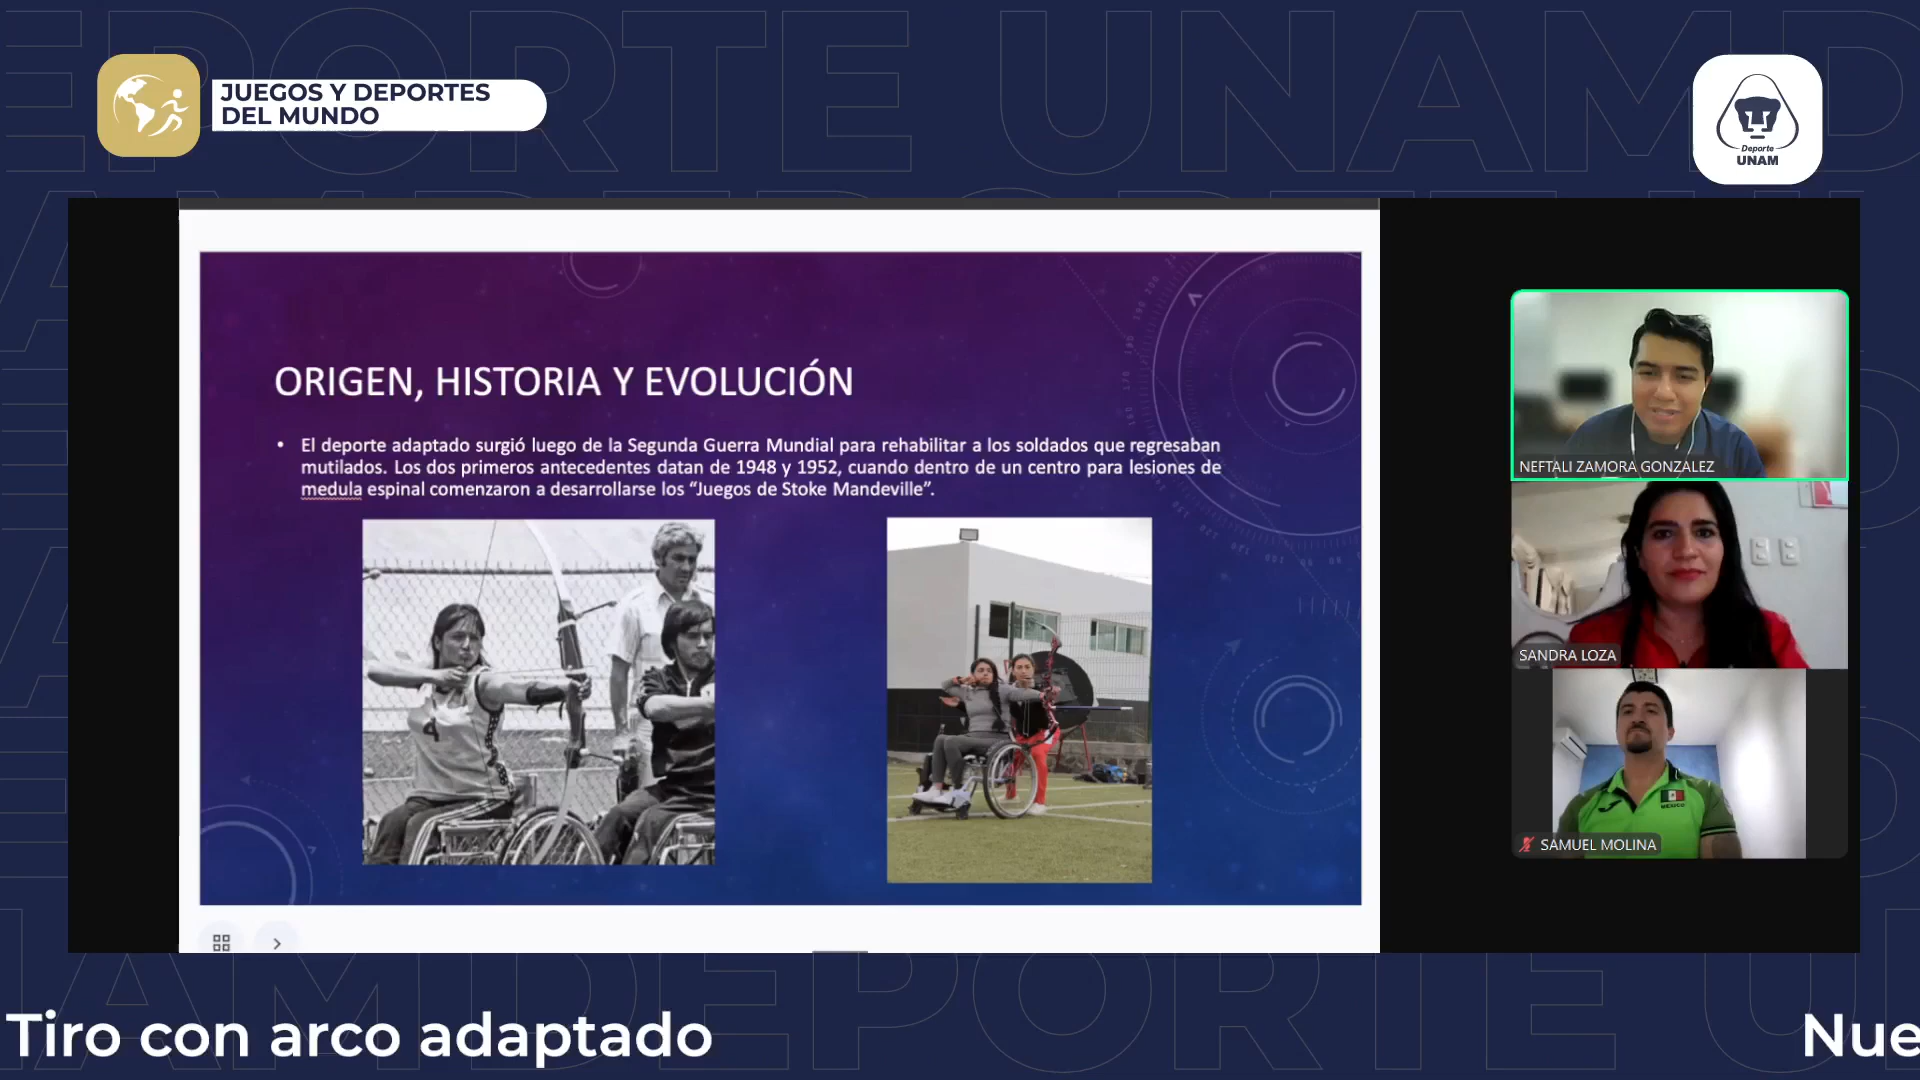 JUEGOS Y DEPORTES
DEL MUNDO
Deporte
UNAM
ORIGEN, HISTORIA Y EVOLUCIÓN
• El deporte adaptado surgió luego de la Segunda Guerra Mundial para rehabilitar a los soldados que regresaban
mutilados. Los dos primeros antecedentes datan de 1948 y 1952, cuando dentro de un centro para lesiones de
medula espinal comenzaron a desarrollarse los “Juegos de Stoke Mandeville”.
4
NEFTALI ZAMORA GONZALEZ
SANDRA LOZA
MEXICO
SAMUEL MOLINA
Tiro con arco adaptado
Nue